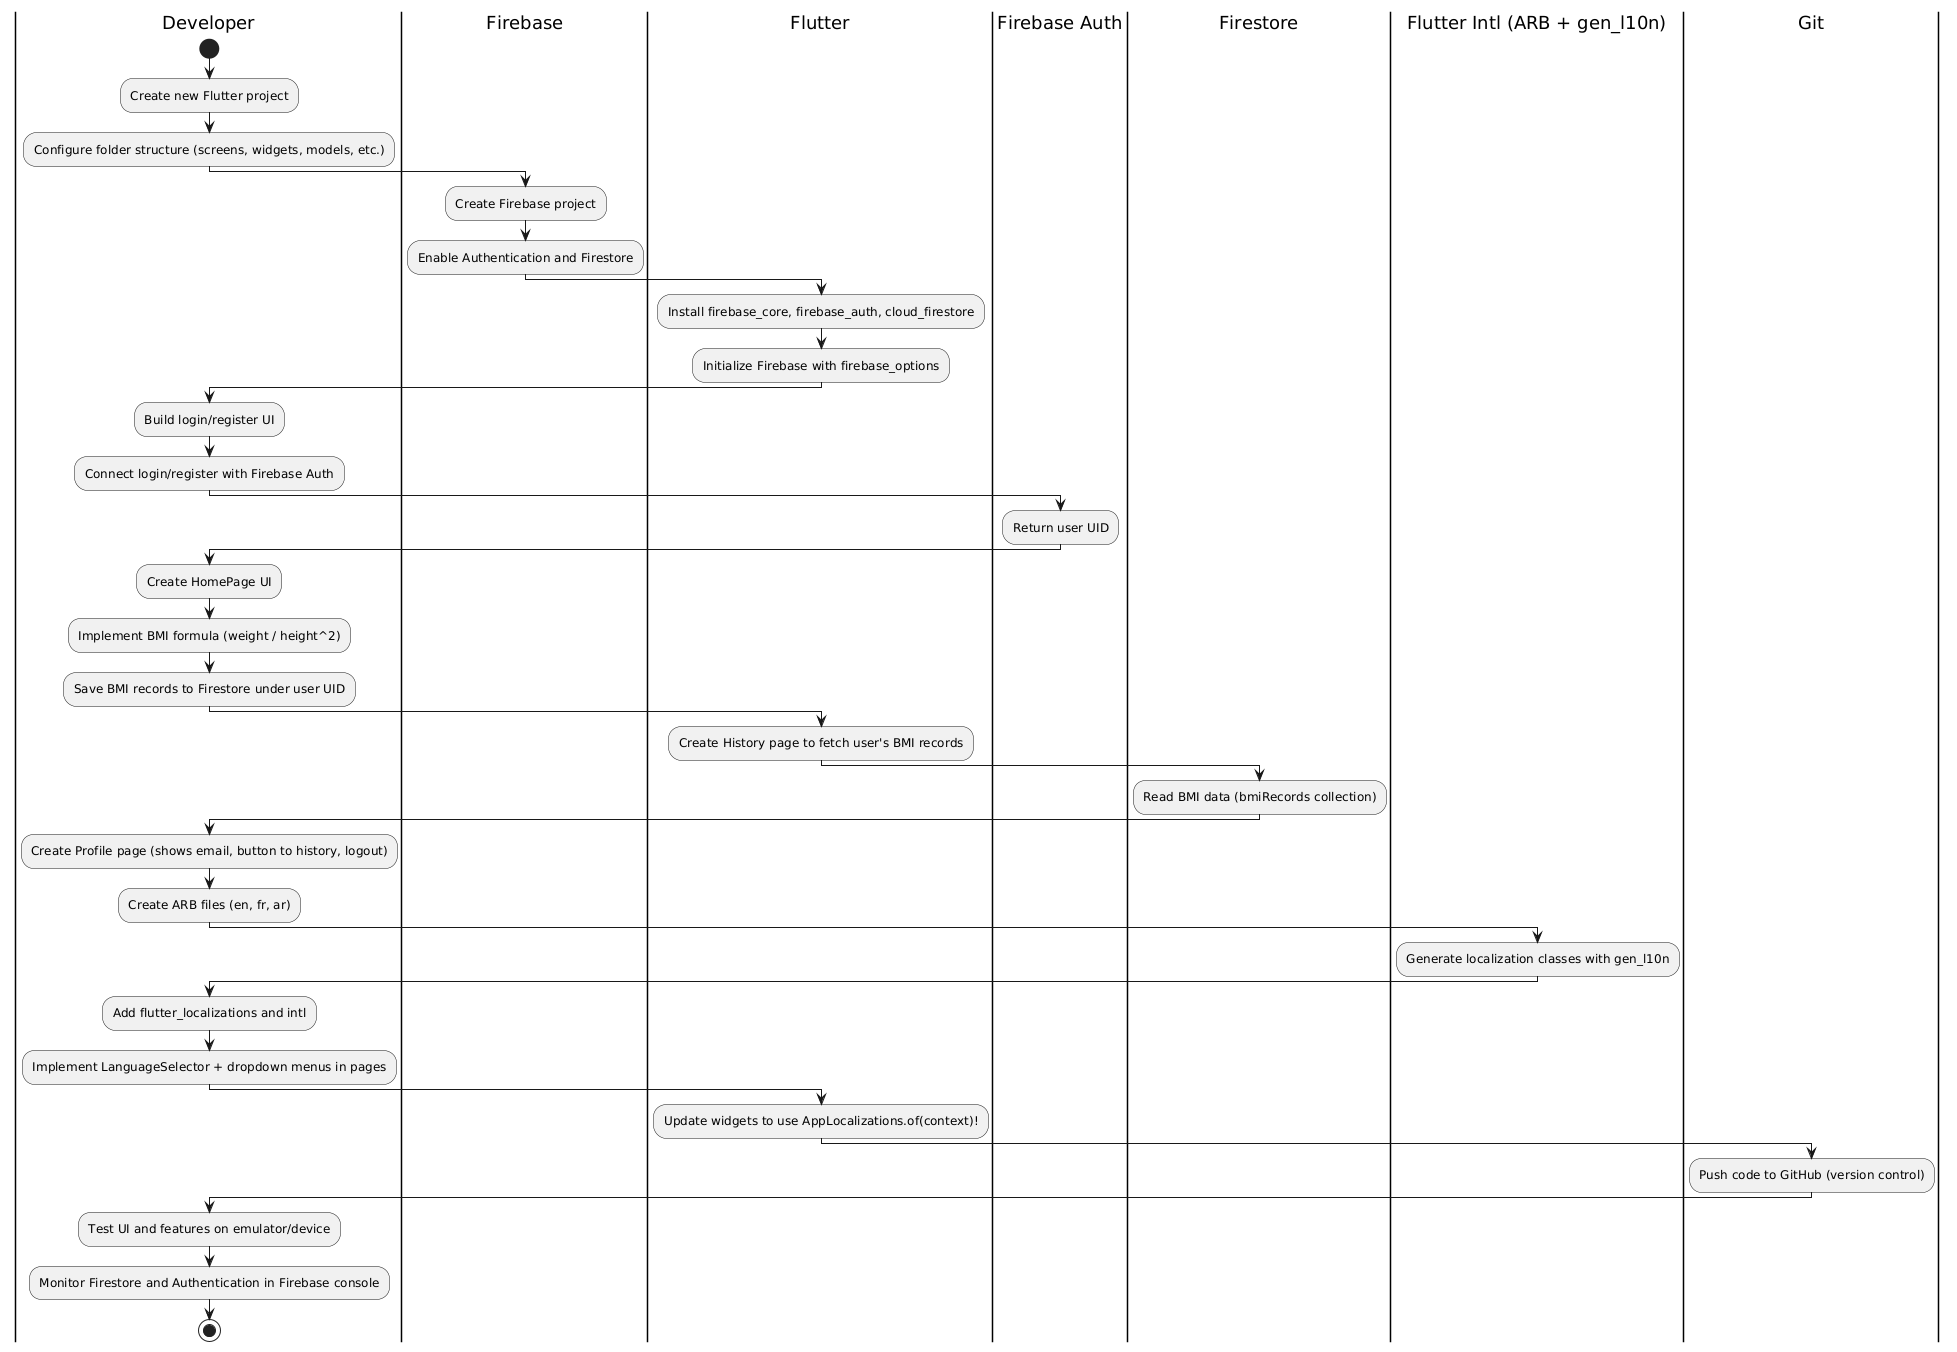 Developer
Firebase
Flutter
Firebase Auth
Firestore
Flutter Intl (ARB + gen_l10n)
Git
Create new Flutter project
Configure folder structure (screens, widgets, models, etc.)
Create Firebase project
Enable Authentication and Firestore
Install firebase_core, firebase_auth, cloud_firestore
Initialize Firebase with firebase_options
Build login/register UI
Connect login/register with Firebase Auth
Return user UID
Create HomePage UI
Implement BMI formula (weight / height^2)
Save BMI records to Firestore under user UID
Create History page to fetch user's BMI records
Read BMI data (bmiRecords collection)
Create Profile page (shows email, button to history, logout)
Create ARB files (en, fr, ar)
Generate localization classes with gen_l10n
Add flutter_localizations and intl
Implement LanguageSelector + dropdown menus in pages
Update widgets to use AppLocalizations.of(context)!
Push code to GitHub (version control)
Test UI and features on emulator/device
Monitor Firestore and Authentication in Firebase console